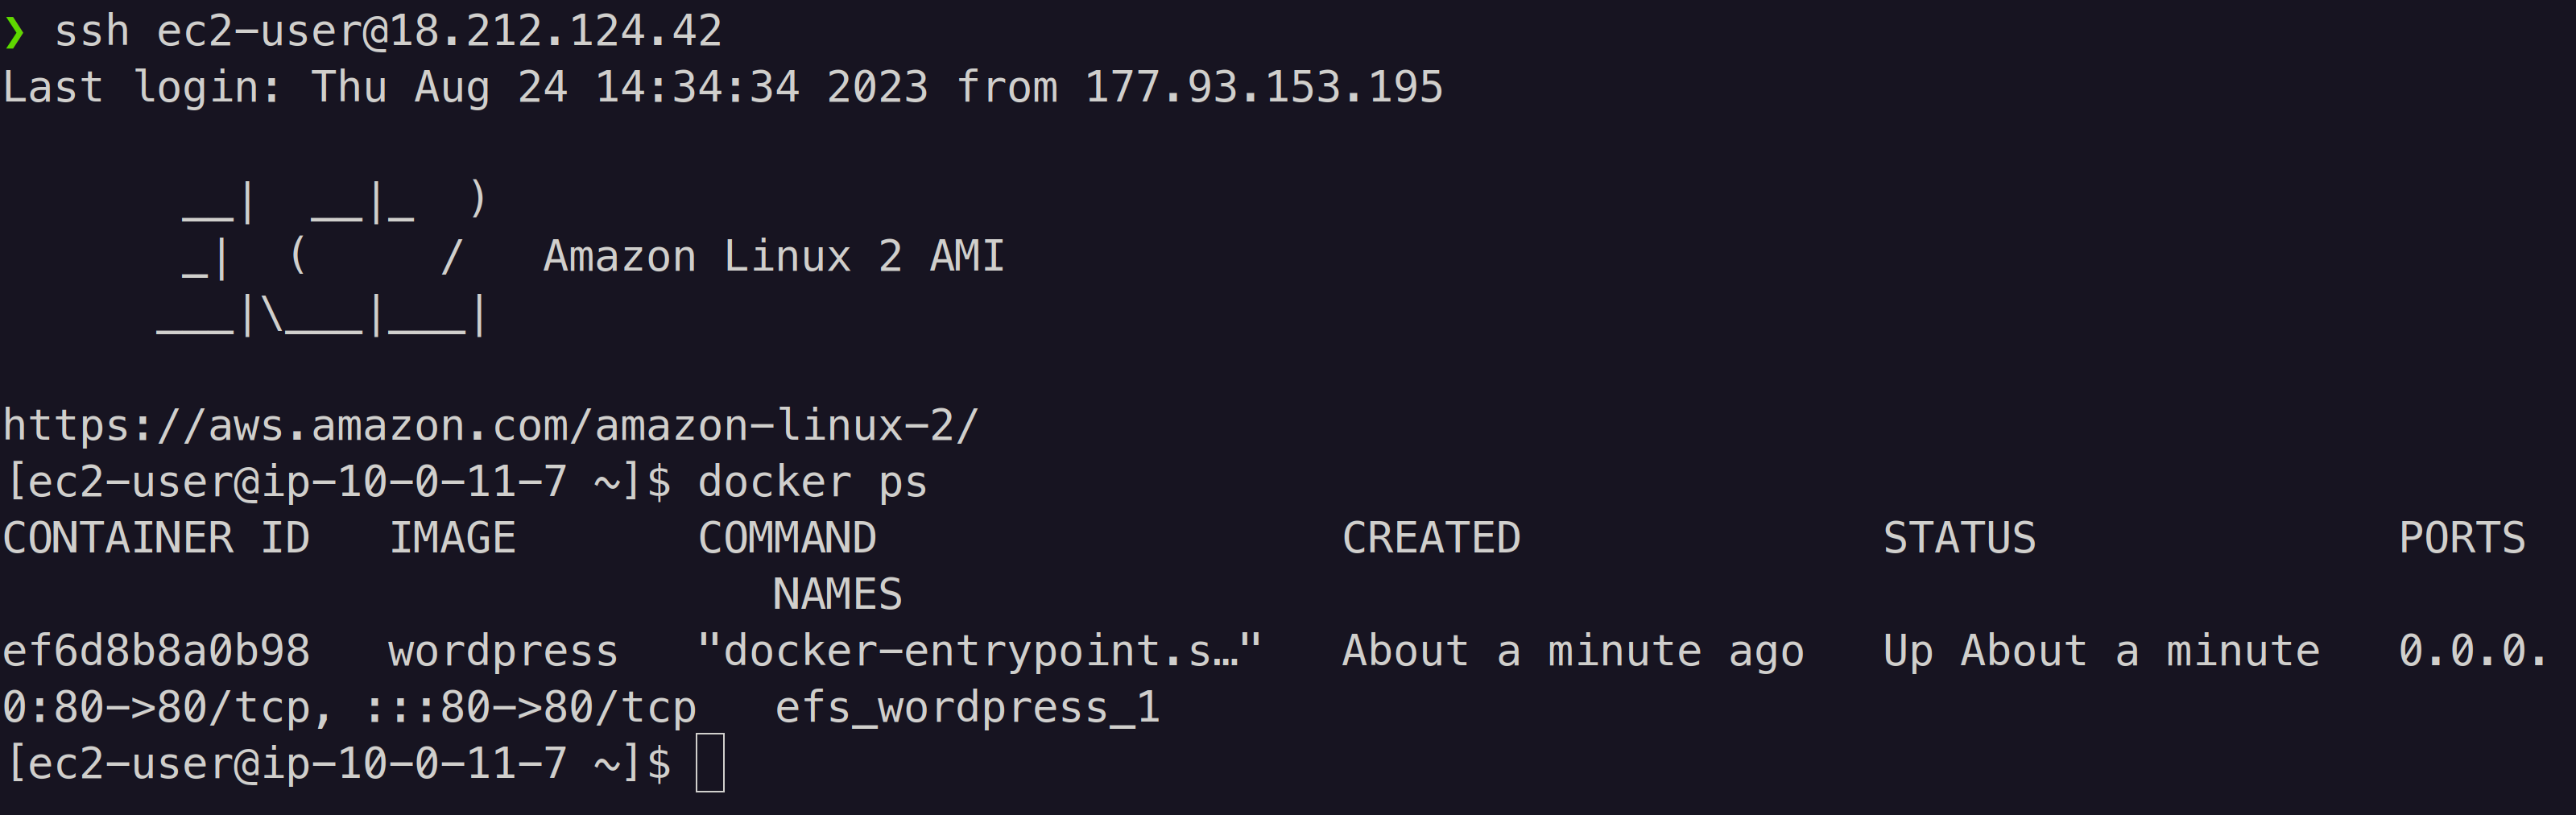 ❯ ssh ec2-user@18.212.124.42
Last login: Thu Aug 24 14:34:34 2023 from 177.93.153.195

       __|  __|_  )
       _|  (     /   Amazon Linux 2 AMI
      ___|\___|___|

https://aws.amazon.com/amazon-linux-2/
[ec2-user@ip-10-0-11-7 ~]$ docker ps
CONTAINER ID   IMAGE       COMMAND                  CREATED              STATUS              PORTS
                              NAMES
ef6d8b8a0b98   wordpress   "docker-entrypoint.s…"   About a minute ago   Up About a minute   0.0.0.
0:80->80/tcp, :::80->80/tcp   efs_wordpress_1
[ec2-user@ip-10-0-11-7 ~]$